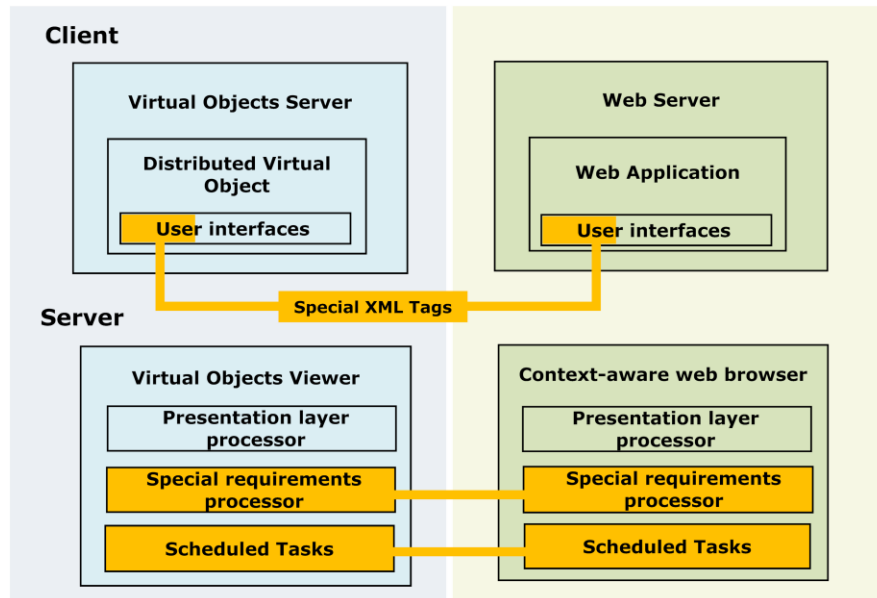 Client
Virtual Objects Server
Distributed Virtual
Object
User interfaces
Web Server
Web Application
User interfaces
Special XML Tags
Server
Virtual Objects Viewer
Presentation layer
processor
Special requirements
processor
Scheduled Tasks
Context-aware web browser
Presentation layer
processor
Special requirements
processor
Scheduled Tasks